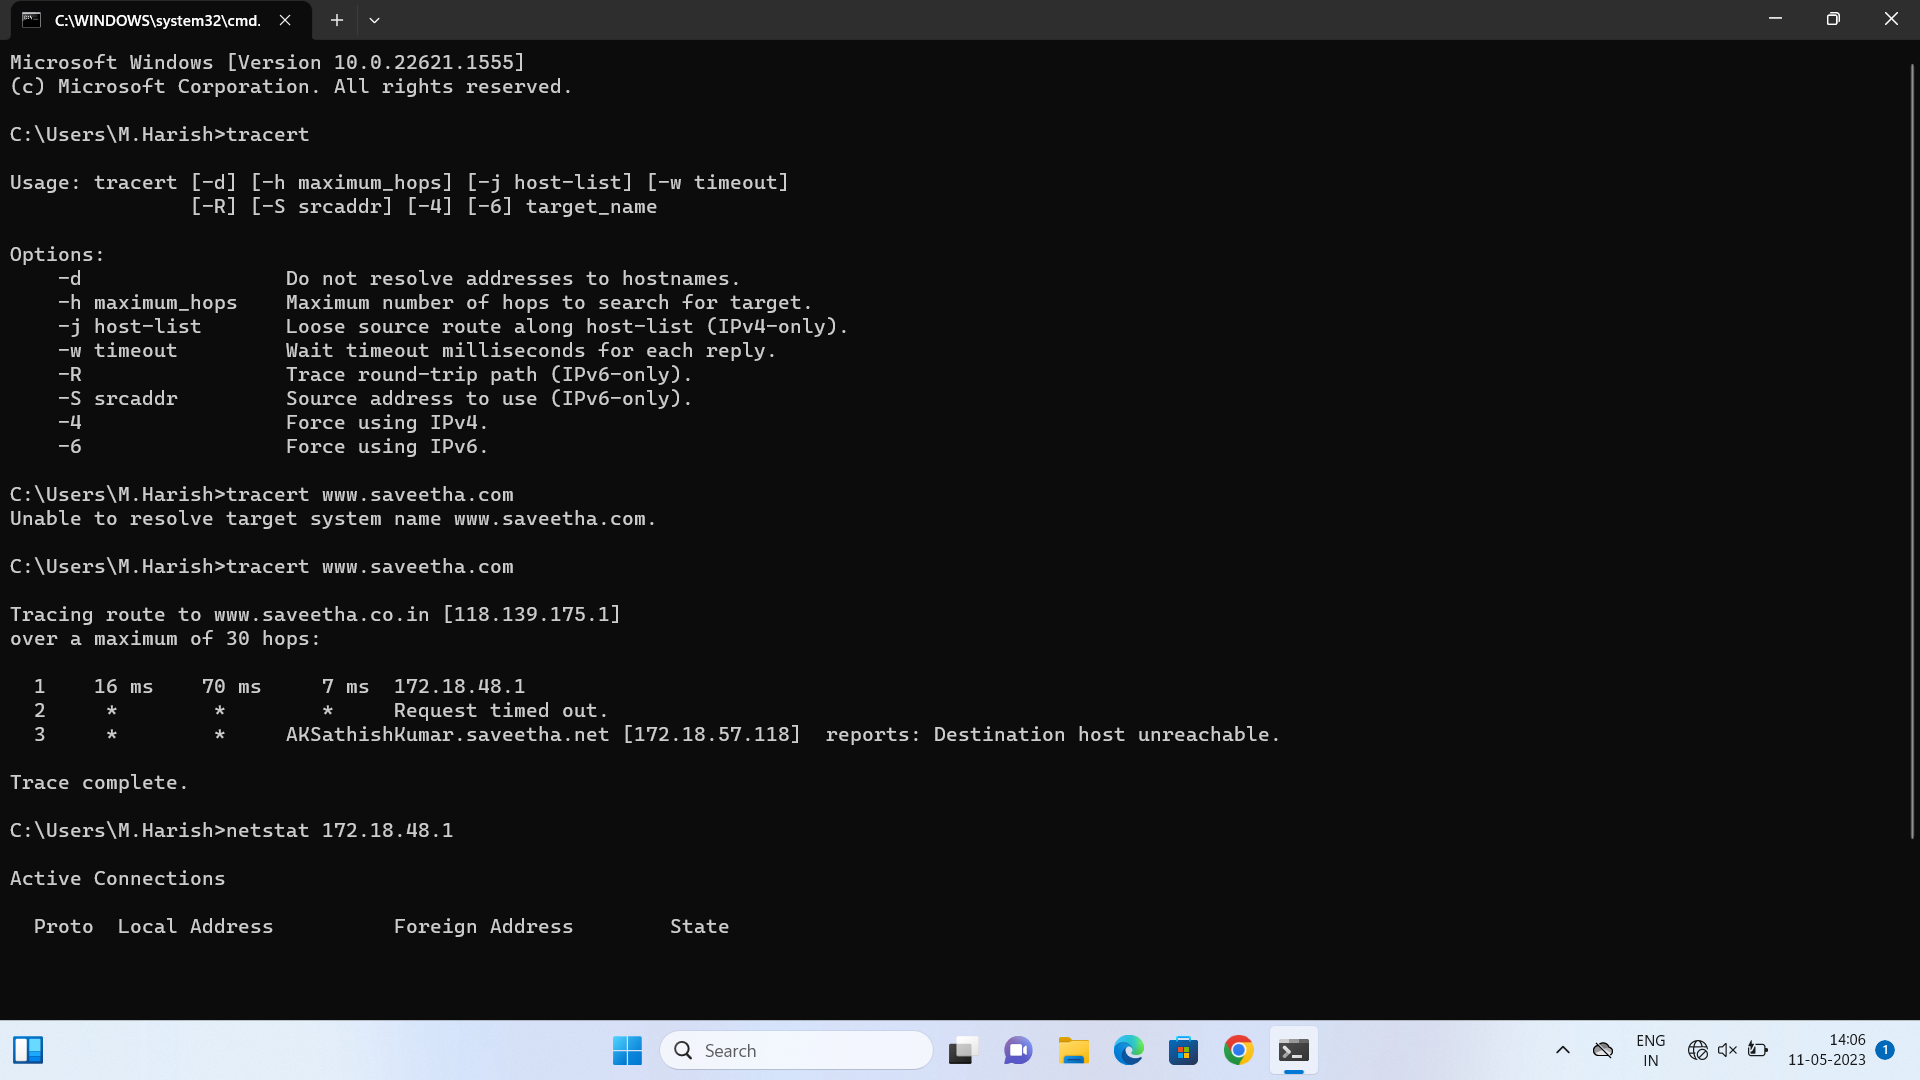 C:\WINDOWS\system32\cmd.
Microsoft Windows [Version 10.0.22621.1555]
(c) Microsoft Corporation. All rights reserved.
C:\Users\M.Harish>tracert
Usage: tracert [-d] [-h maximum_hops] [-j host-list] [-w timeout]
[-R] [-S srcaddr] [-4] [-6] target_name
Options:
-d Do not resolve addresses to hostnames.
-h maximum_hops Maximum number of hops to search for target.
-j host-list Loose source route along host-list (IPv4-only).
-w timeout Wait timeout milliseconds for each reply.
-R Trace round-trip path (IPv6-only).
-S srcaddr Source address to use (IPv6-only).
-4 Force using IPv4.
-6 Force using IPv6.
C:\Users\M.Harish>tracert www.saveetha.com
Unable to resolve target system name www.saveetha.com.
C:\Users\M.Harish>tracert www.saveetha.com
Tracing route to www.saveetha.co.in [118.139.175.1]
over a maximum of 30 hops:
1 16 ms 70 ms 7 ms 172.18.48.1
2 * * * Request timed out.
3 * * AKSathishKumar.saveetha.net [172.18.57.118] reports: Destination host unreachable.
Trace complete.
C:\Users\M.Harish>netstat 172.18.48.1
Active Connections
Proto Local Address Foreign Address State
Search
ENG
IN
14:06
11-05-2023
1